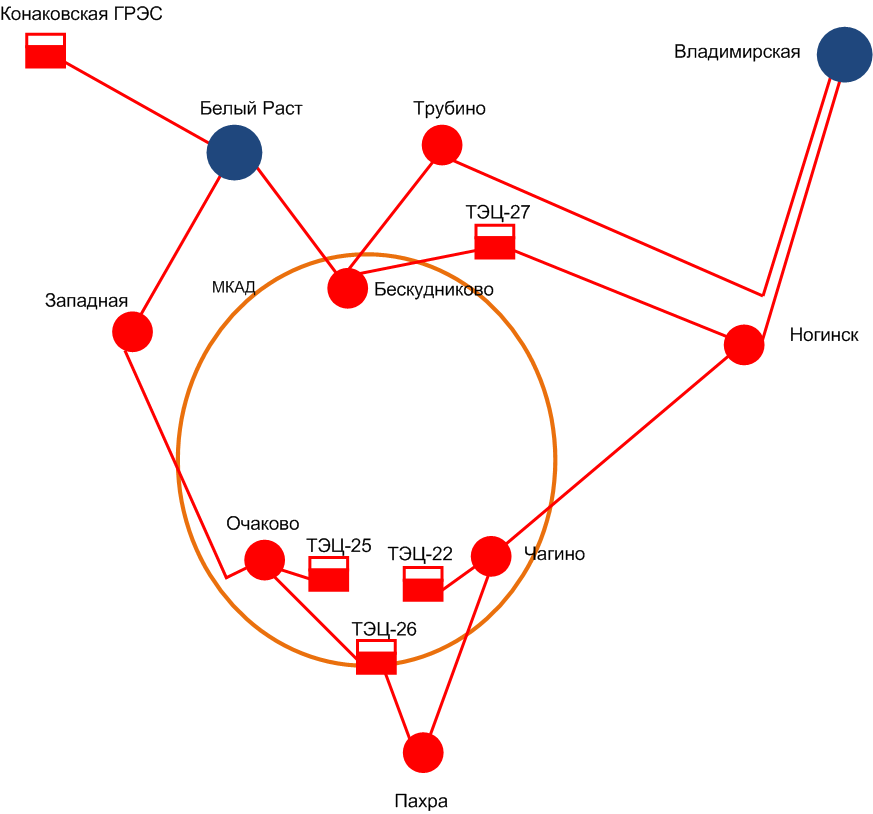 Конаковская ГРЭС
Владимирская
Белый Раст
Трубино
ТЭЦ-27
МКАД
Бескудниково
Западная
Ногинск
Очаково
ТЭЦ-25
ТЭЦ-22
Чагино
ТЭЦ-26
Пахра